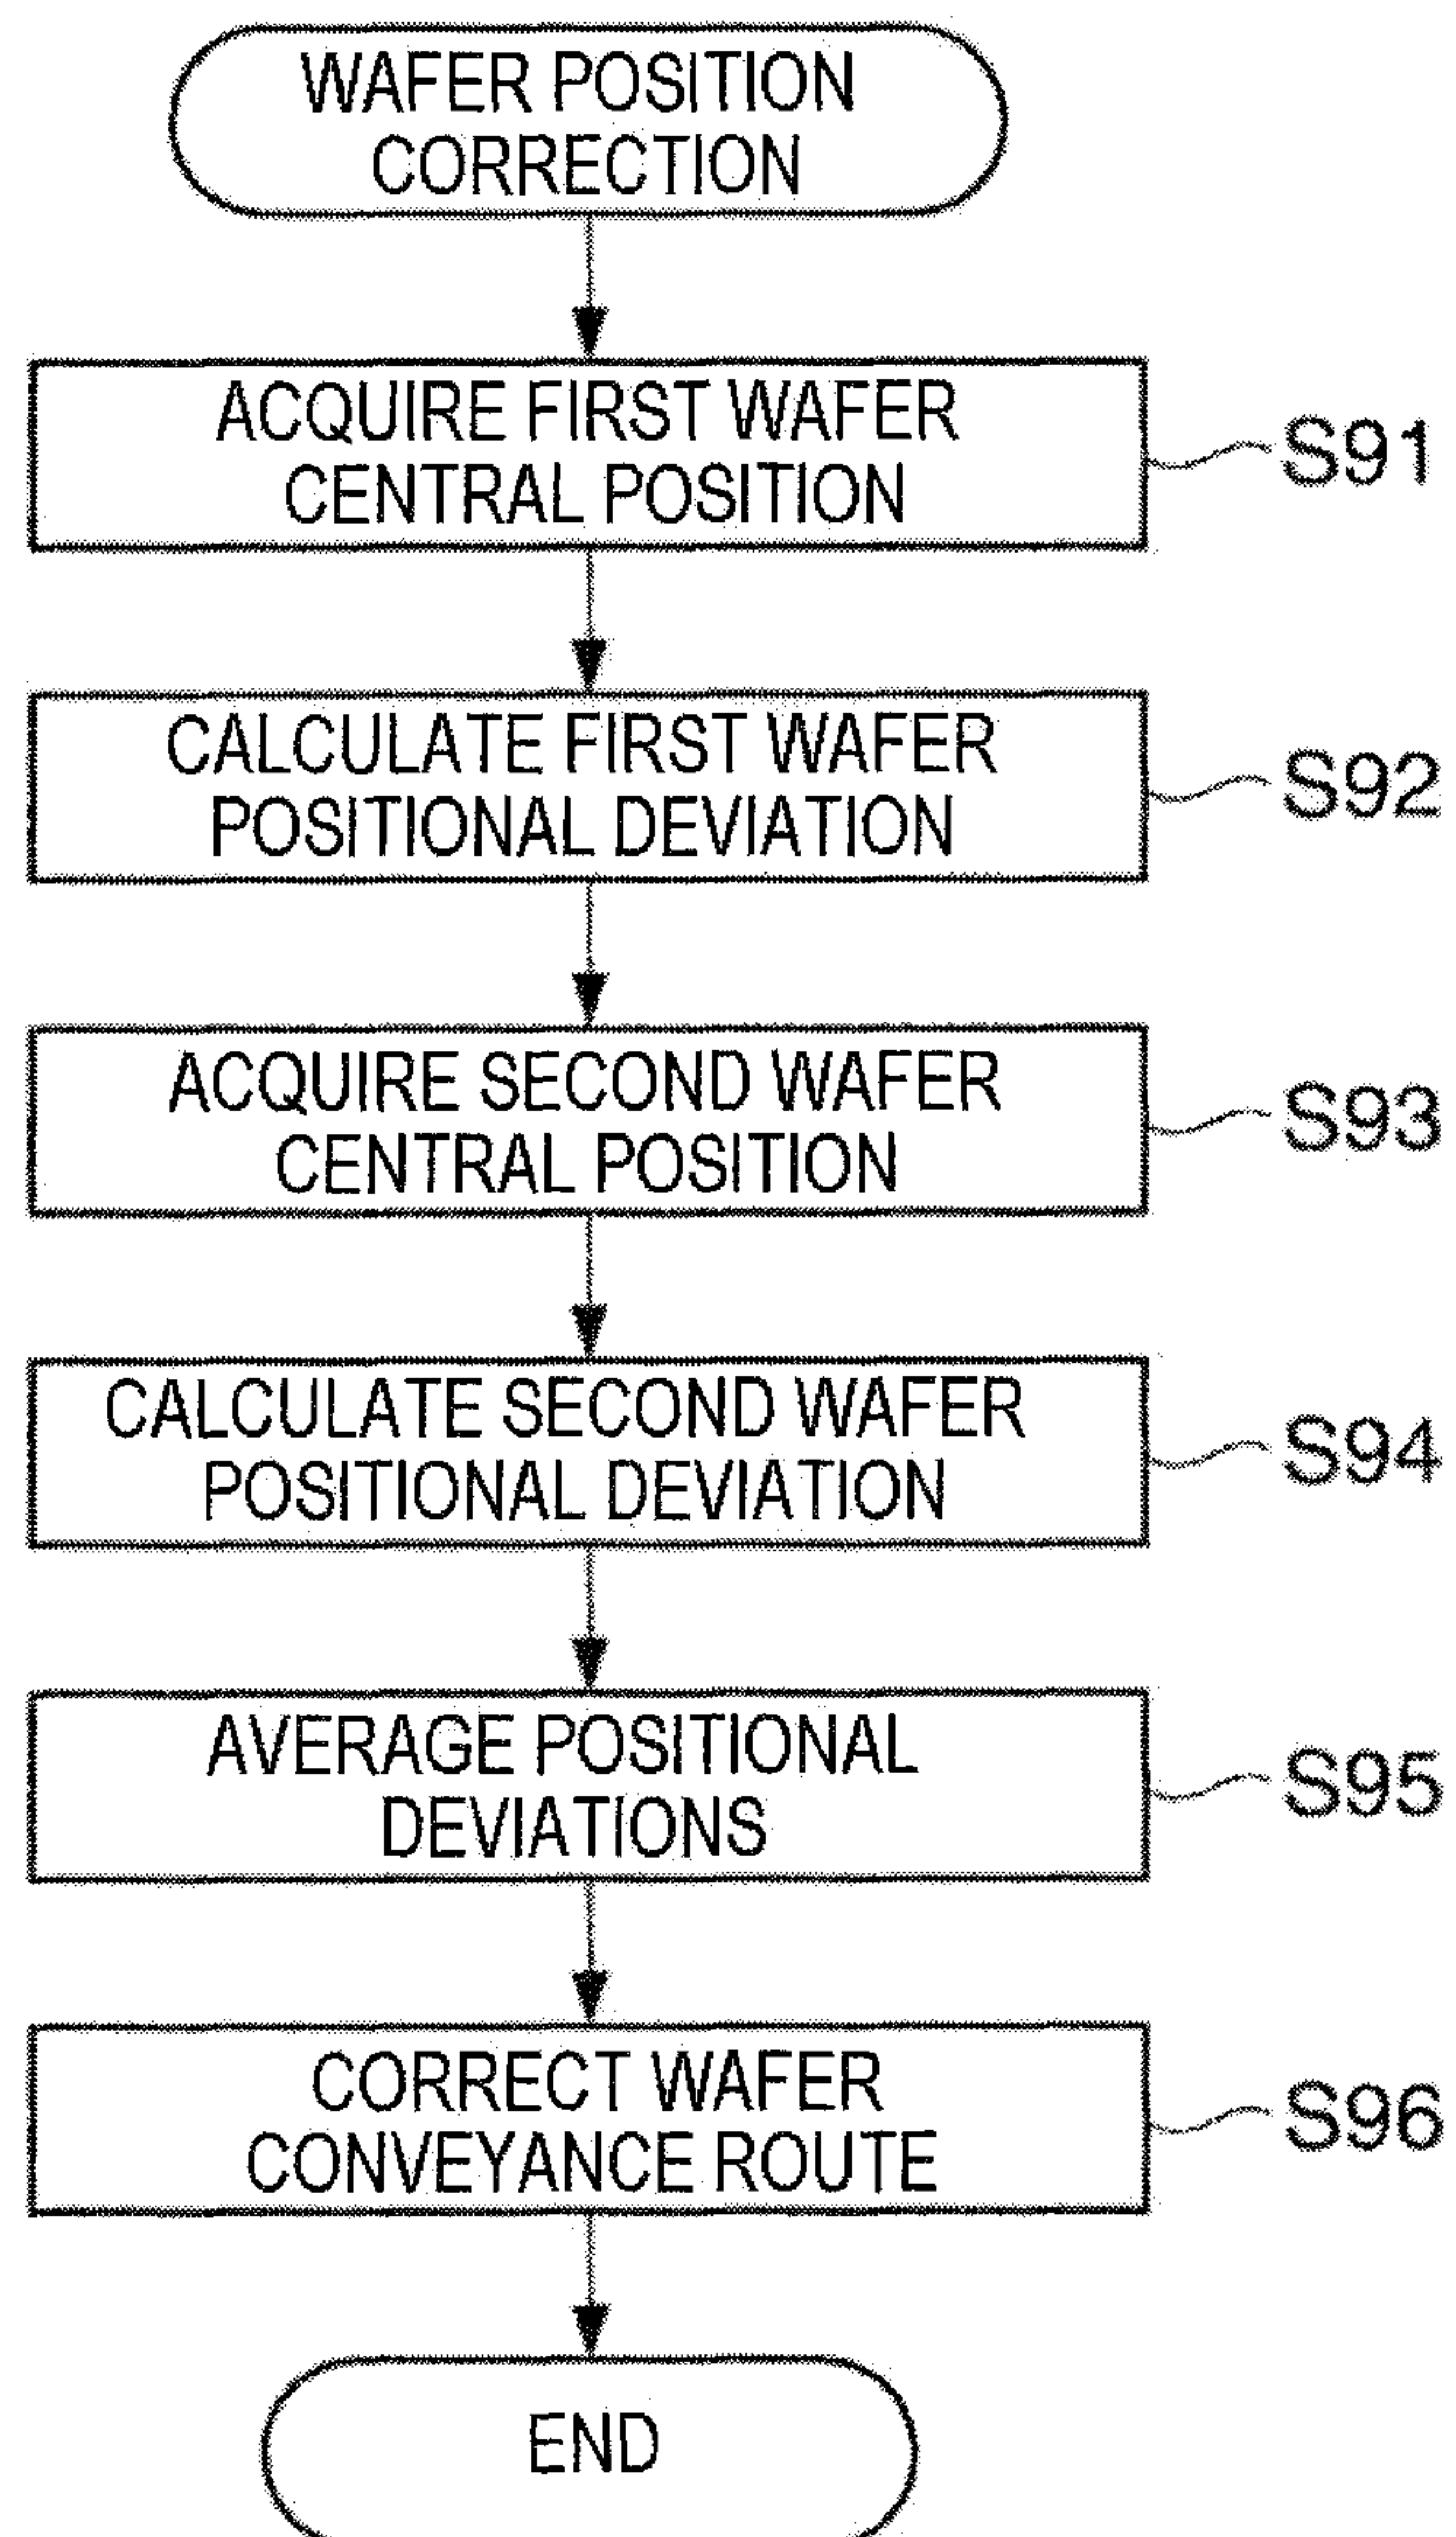 WAFER POSITION
CORRECTION
ACQUIRE FIRST WAFER
CENTRAL POSITION
S91
CALCULATE FIRST WAFER
POSITIONAL DEVIATION
S92
ACQUIRE SECOND WAFER
CENTRAL POSITION
S93
CALCULATE SECOND WAFER
POSITIONAL DEVIATION
S94
AVERAGE POSITIONAL
DEVIATIONS
S95
CORRECT WAFER
CONVEYANCE ROUTE
S96
END